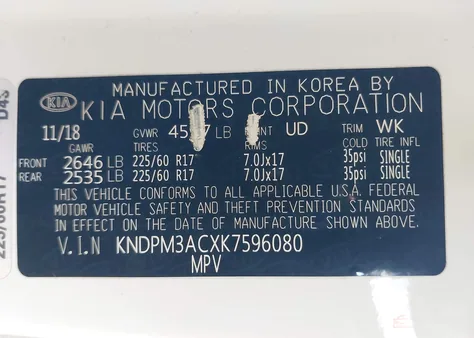 MANUFACTURED IN KOREA BY
KIA KIA MOTORS CORPORATION
11/18 GVWR LB UD TRIM WK
GAWR TIRES RIMS COLD
FRONT 2646 LB 225/60 R17 7.0Jx17 35psi SINGLE
REAR 2535 LB 225/60 R17 7.0Jx17 35psi SINGLE
THIS VEHICLE CONFORMS TO ALL APPLICABLE U.S.A. FEDERAL
MOTOR VEHICLE SAFETY AND THEFT PREVENTION STANDARDS
IN EFFECT ON THE DATE OF MANUFACTURE SHOWN ABOVE.
V.I.N KNDPM3ACXK7596080
MPV
225/60R17